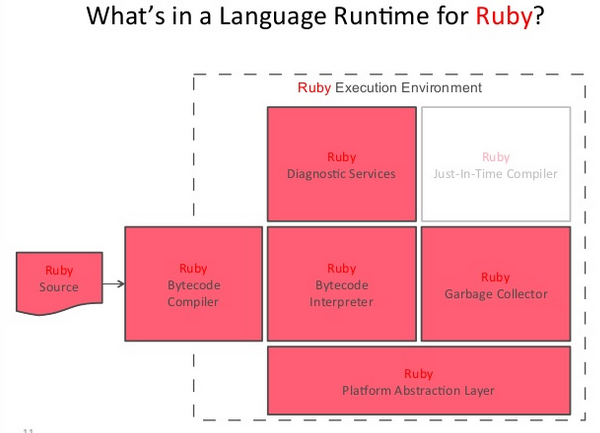 What's in a Language Runtime for Ruby?
Ruby Execution Environment
Ruby
Diagnostic Services
Ruby
Just-In-Time Compiler
Ruby
Source
Ruby
Bytecode
Compiler
Ruby
Bytecode
Interpreter
Ruby
Garbage Collector
Ruby
Platform Abstraction Layer
11